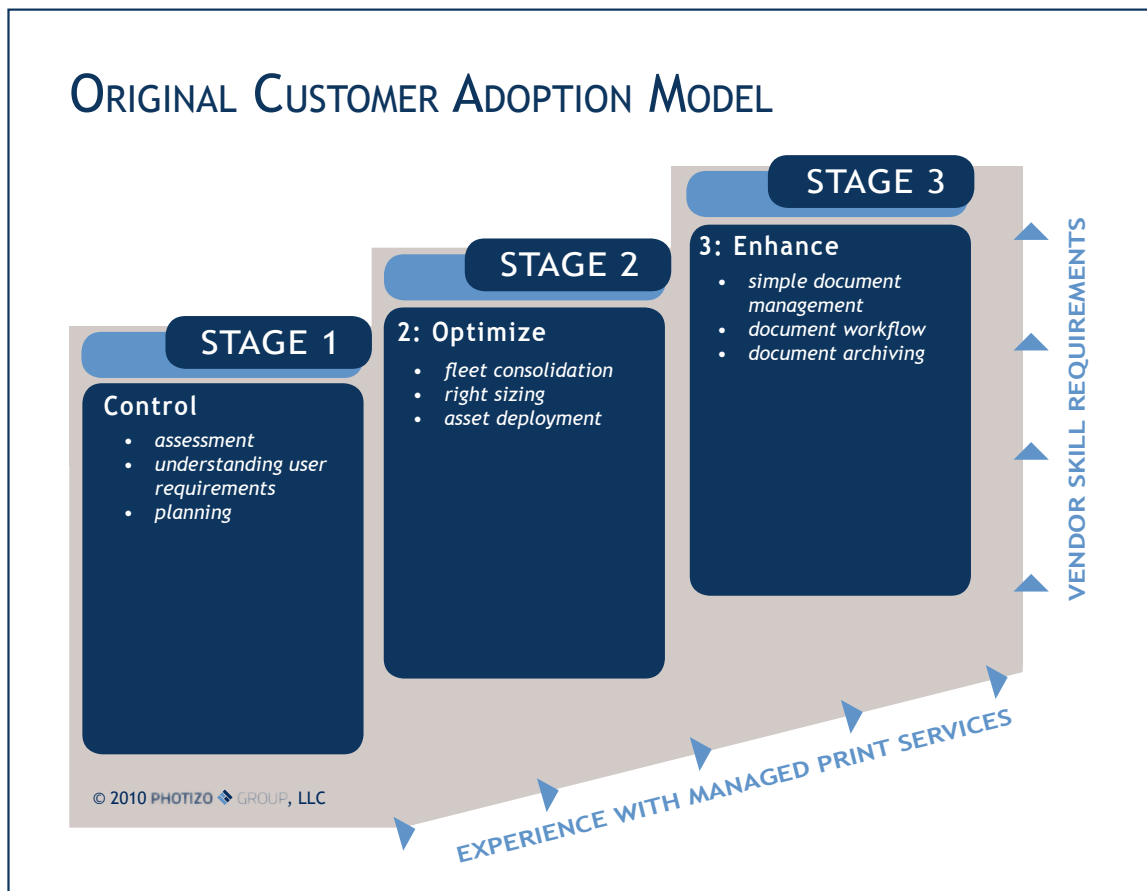 ORIGINAL CUSTOMER ADOPTION MODEL
STAGE 1
Control
• assessment
• understanding user
requirements
• planning
STAGE 2
2: Optimize
• fleet consolidation
• right sizing
• asset deployment
STAGE 3
3: Enhance
• simple document
management
• document workflow
• document archiving
VENDOR SKILL REQUIREMENTS
EXPERIENCE WITH MANAGED PRINT SERVICES
© 2010 PHOTIZO GROUP, LLC